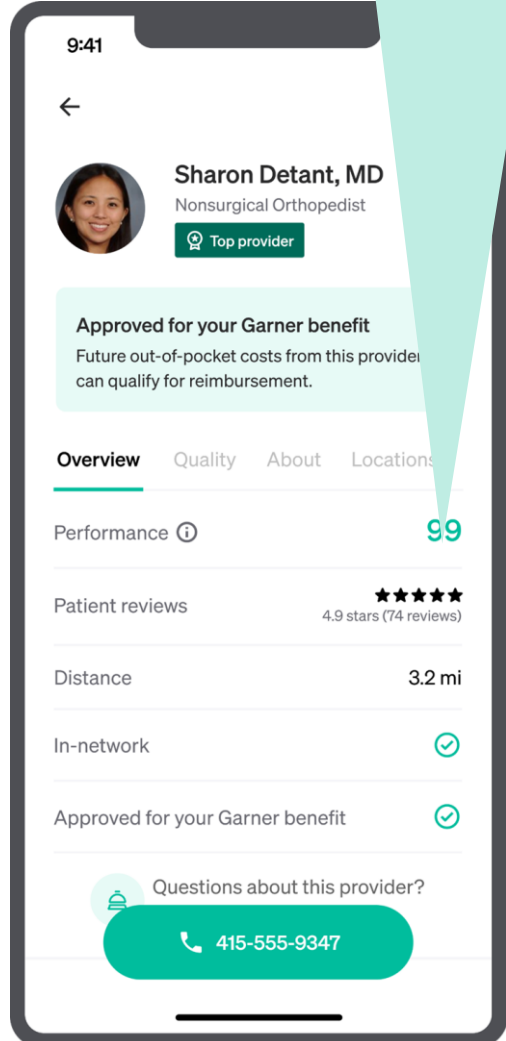 9:41
Sharon Detant, MD
Nonsurgical Orthopedist
Top provider
Approved for your Garner benefit
Future out-of-pocket costs from this provider
can qualify for reimbursement.
Overview Quality About Locations
Performance 99
Patient reviews
4.9 stars (74 reviews)
Distance 3.2 mi
In-network
Approved for your Garner benefit
Questions about this provider?
415-555-9347